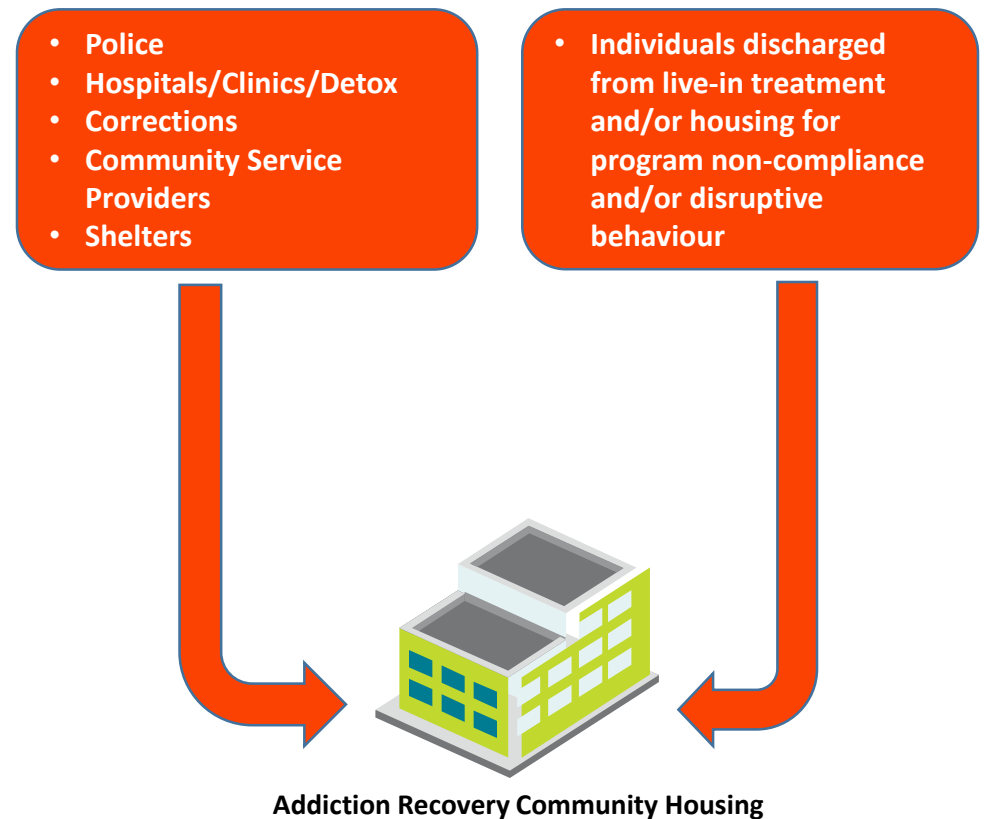 • Police
• Hospitals/Clinics/Detox
• Corrections
• Community Service
Providers
• Shelters
• Individuals discharged
from live-in treatment
and/or housing for
program non-compliance
and/or disruptive
behaviour
Addiction Recovery Community Housing